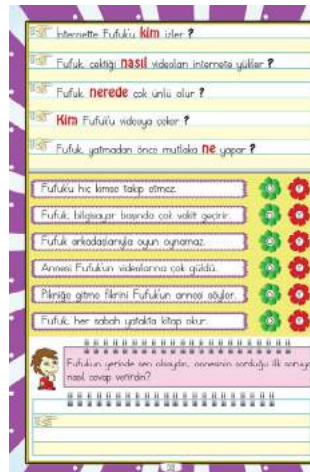 İnternette Fufuk'u kim izler ?
Fufuk, çektiği nasıl videoları internete yükler ?
Fufuk nerede çok ünlü olur ?
Kim Fufuk'u videoya çeker ?
Fufuk, yatmadan önce mutlaka ne yapar ?
Fufuk'u hiç kimse takip etmez.
Fufuk, bilgisayar başında çok vakit geçirir.
Fufuk arkadaşlarıyla oyun oynamaz.
Annesi Fufuk'un videolarına çok güldü.
Pikniğe gitme fikrini Fufuk'un annesi söyler.
Fufuk, her sabah yatakta kitap okur.
Fufuk'un yerinde sen olsaydın, annesinin sorduğu ilk soruya
nasıl cevap verirdin?